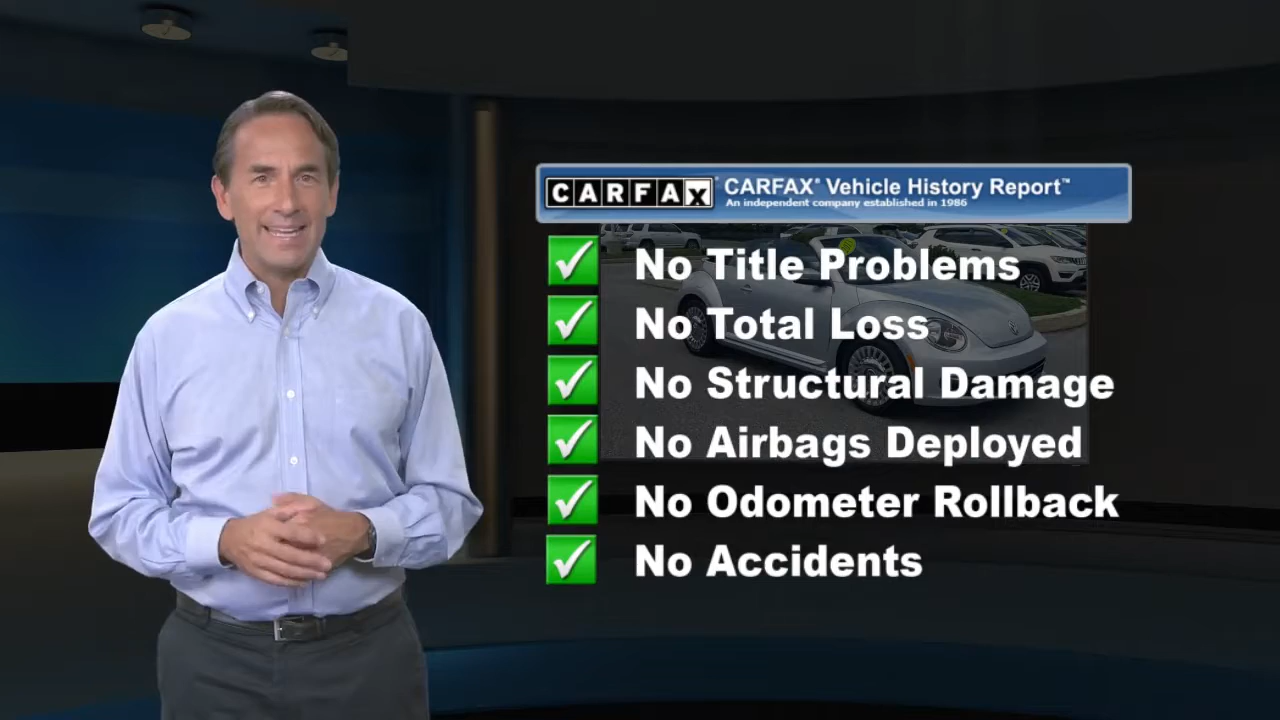 CARFAX
CARFAX® Vehicle History Report™
An independent company established in 1986
No Title Problems
No Total Loss
No Structural Damage
No Airbags Deployed
No Odometer Rollback
No Accidents